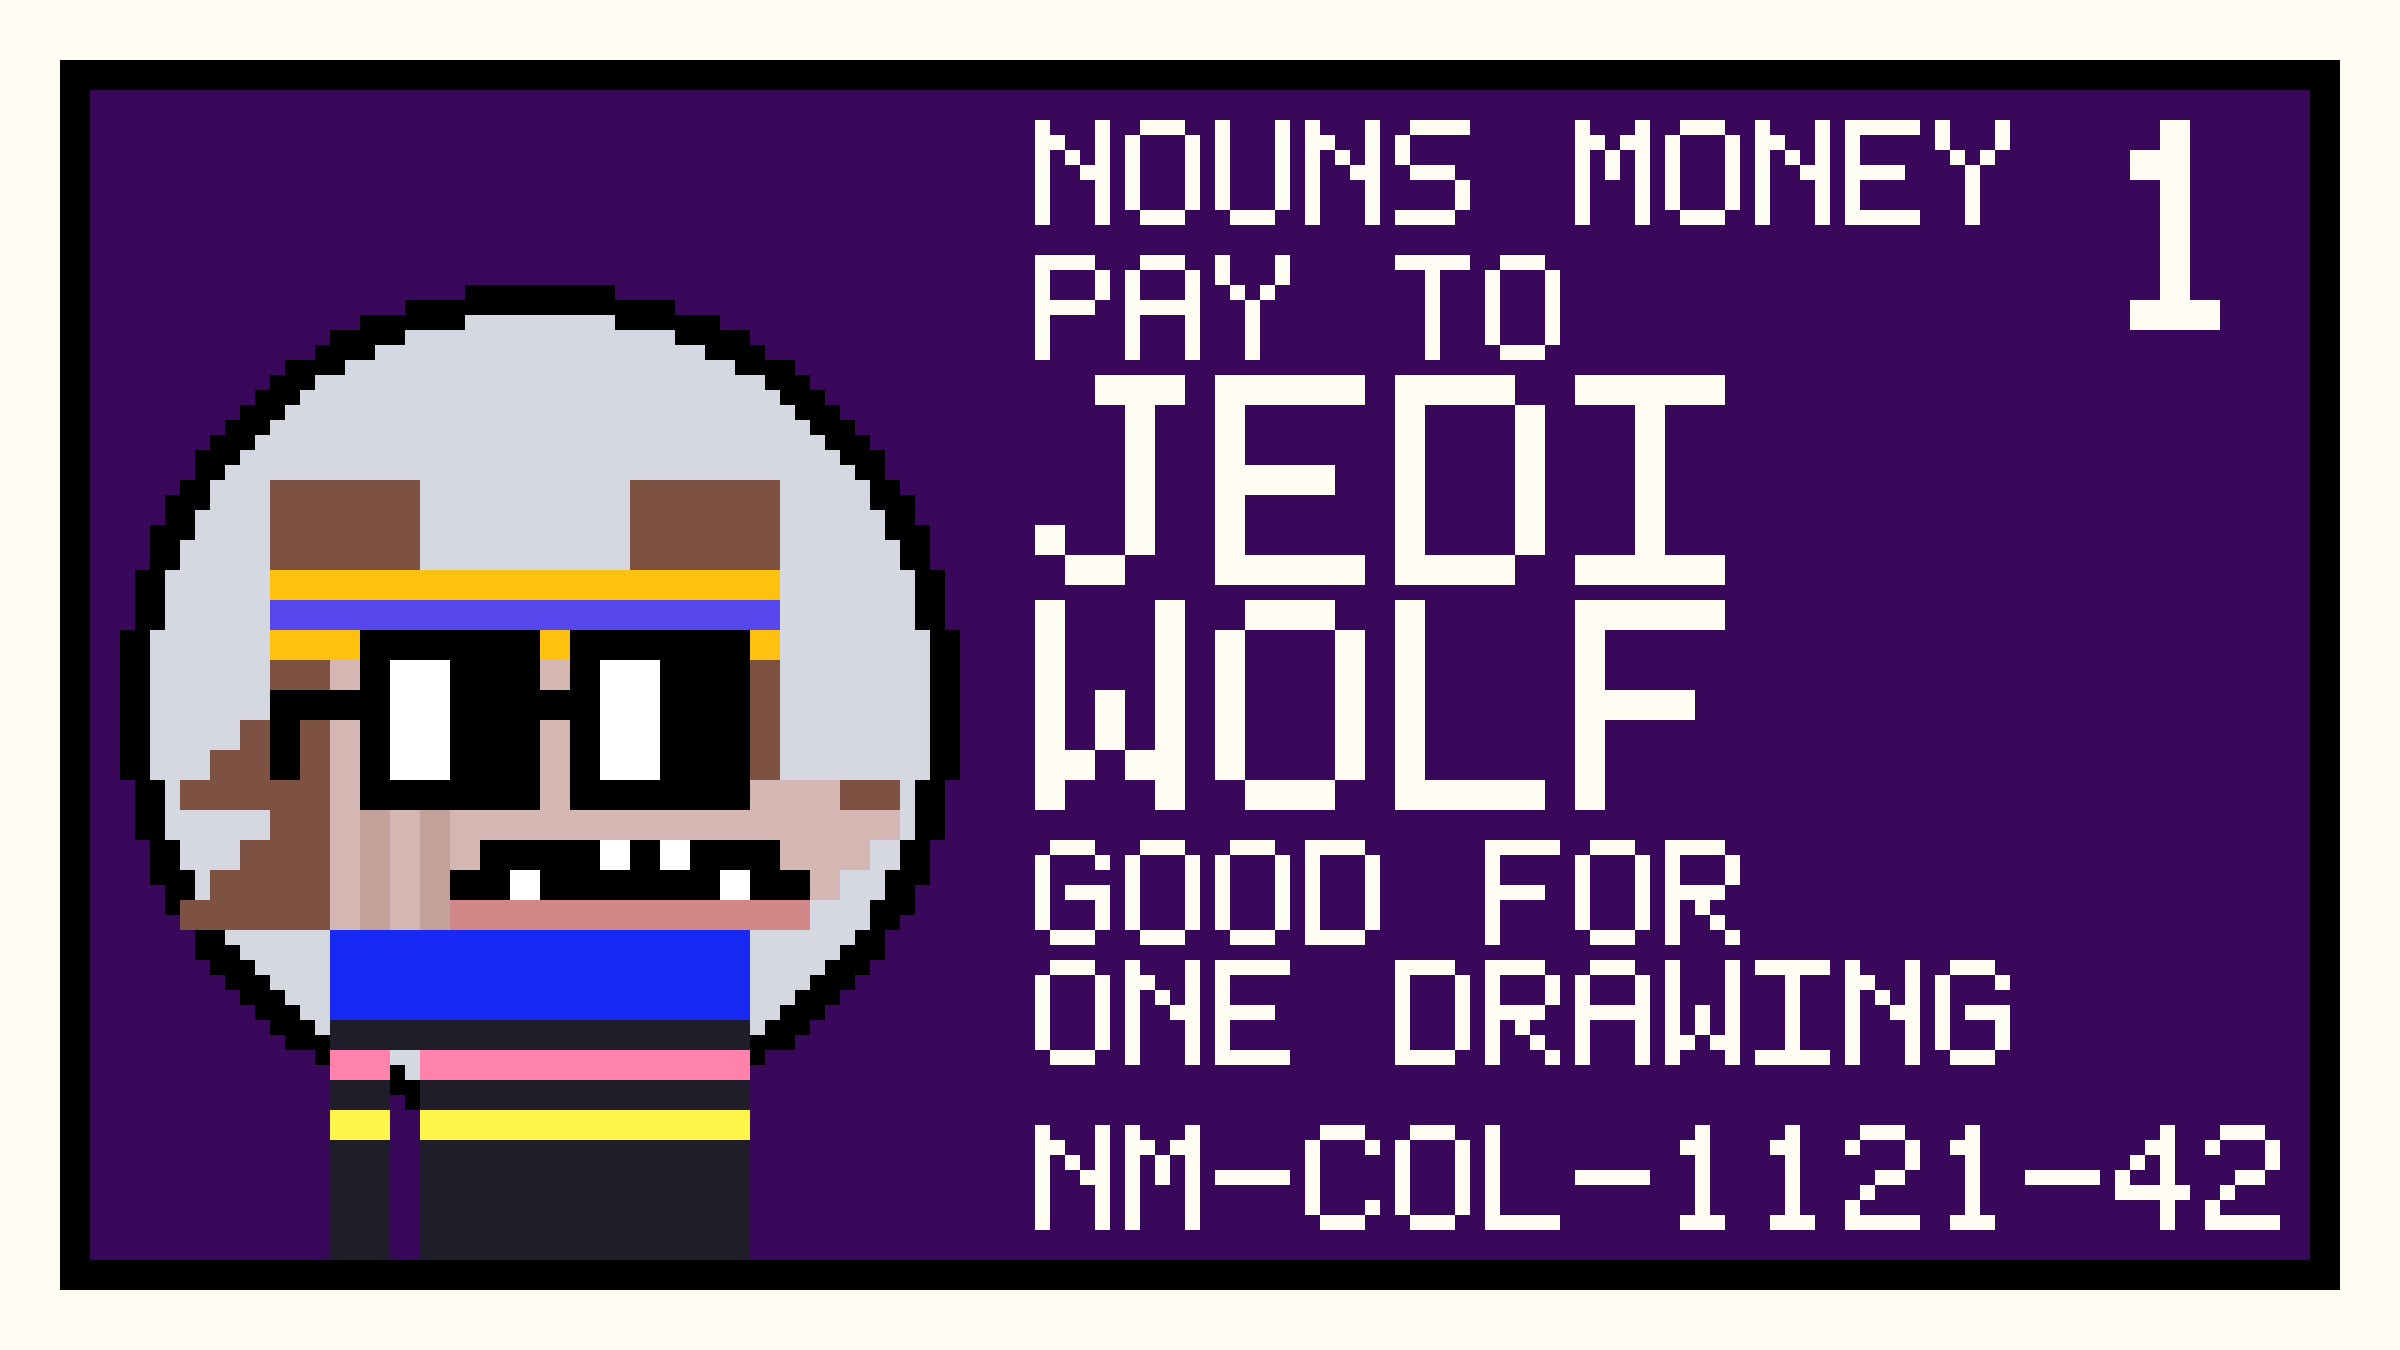 NOUNS MONEY 1
PAY TO
JEDI
WOLF
GOOD FOR
ONE DRAWING
NM-COL-1121-42